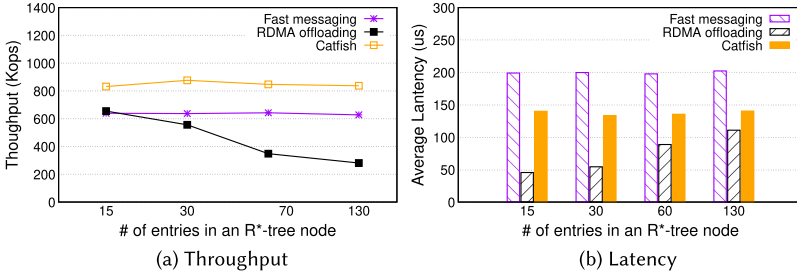 Fast messaging
RDMA offloading
Catfish
1400
1200
1000
800
600
400
200
0
Thoughput (Kops)
15 30 70 130
# of entries in an R*-tree node
(a) Throughput
Fast messaging
RDMA offloading
Catfish
300
250
200
150
100
50
0
Average Lantency (us)
15 30 60 130
# of entries in an R*-tree node
(b) Latency